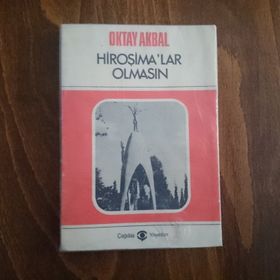 OKTAY AKBAL
HİROŞİMA'LAR
OLMASIN
Çağdaş Yayınları